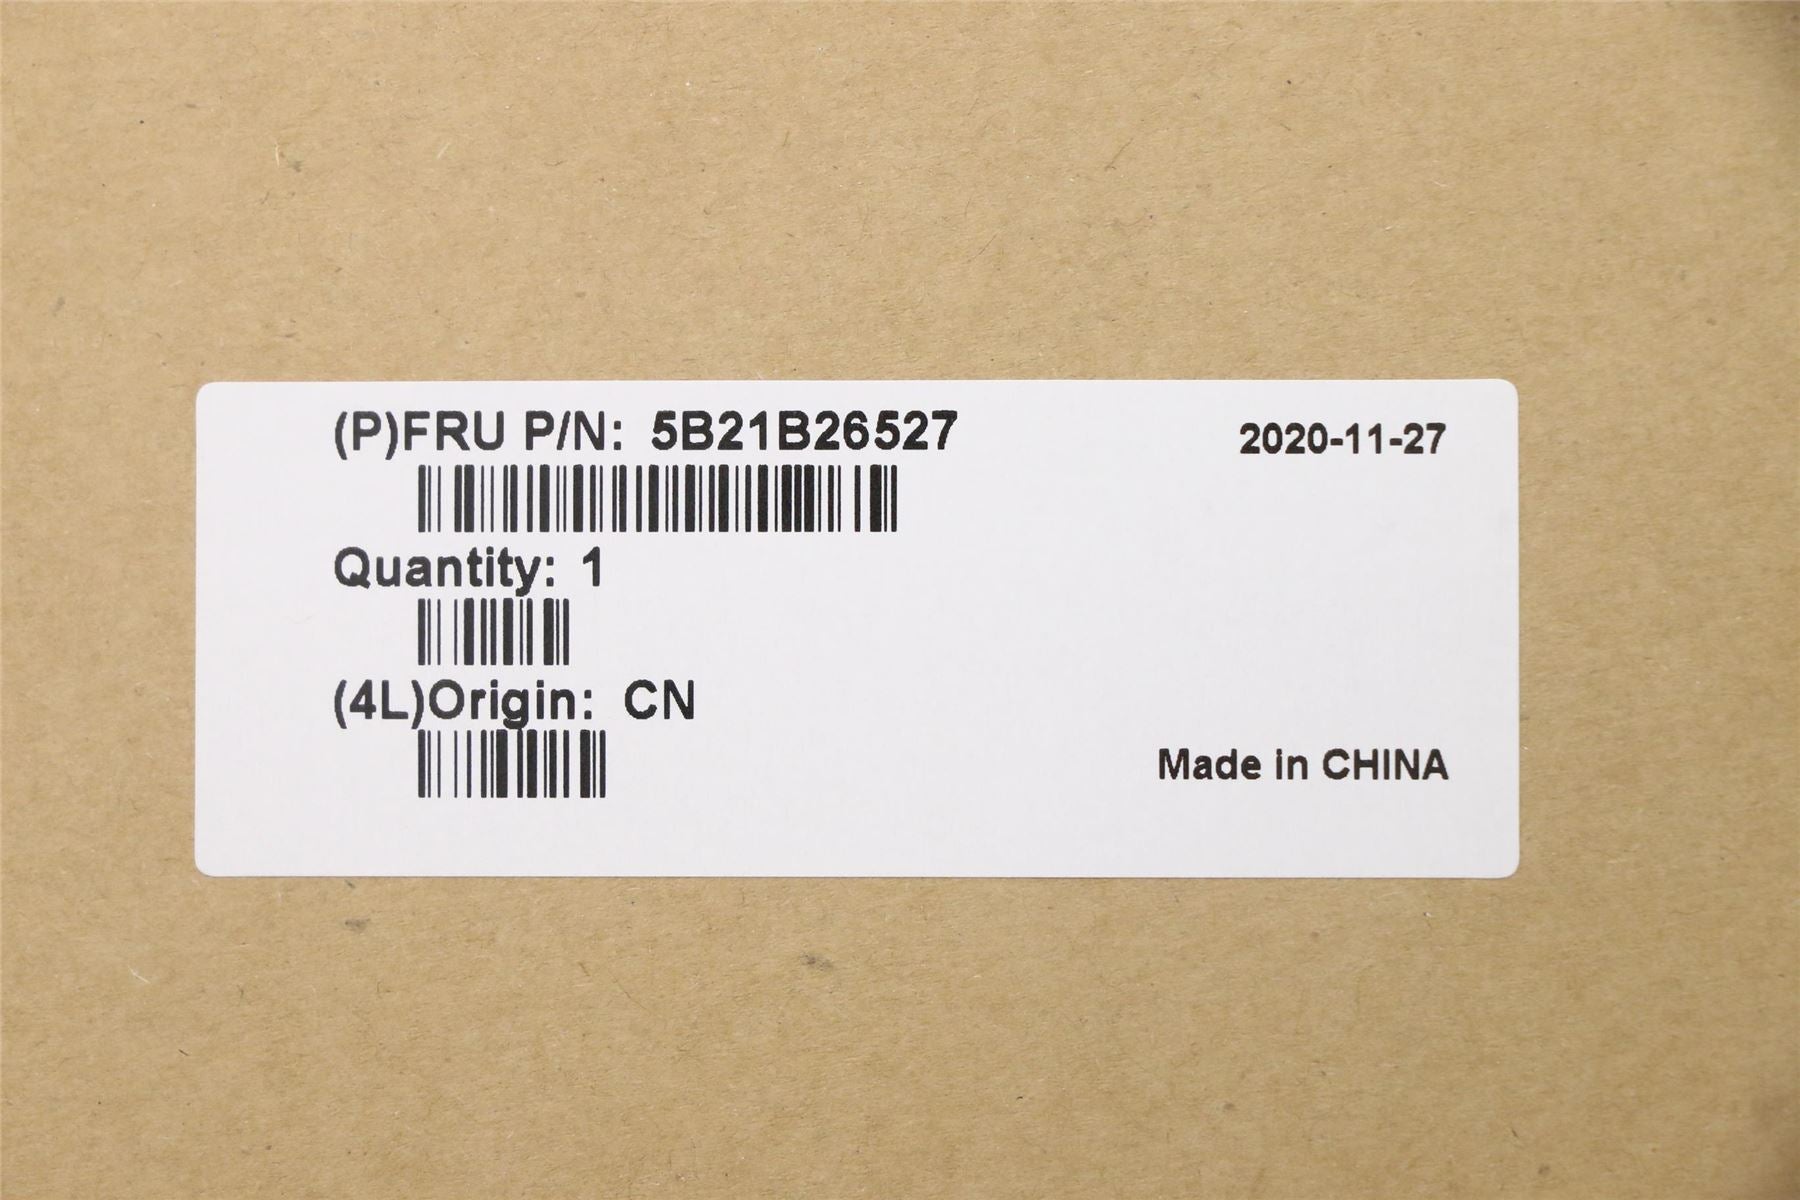 (P)FRU P/N: 5B21B26527
2020-11-27
Quantity: 1
(4L)Origin: CN
Made in CHINA